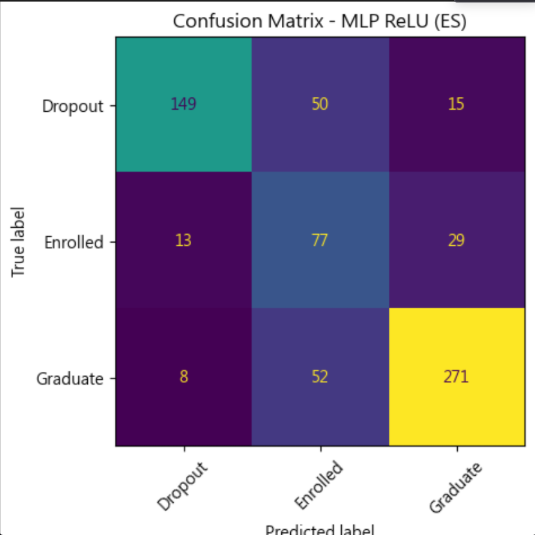 Confusion Matrix - MLP ReLU (ES)
True label
Dropout 149 50 15
Enrolled 13 77 29
Graduate 8 52 271
Dropout Enrolled Graduate
Predicted label